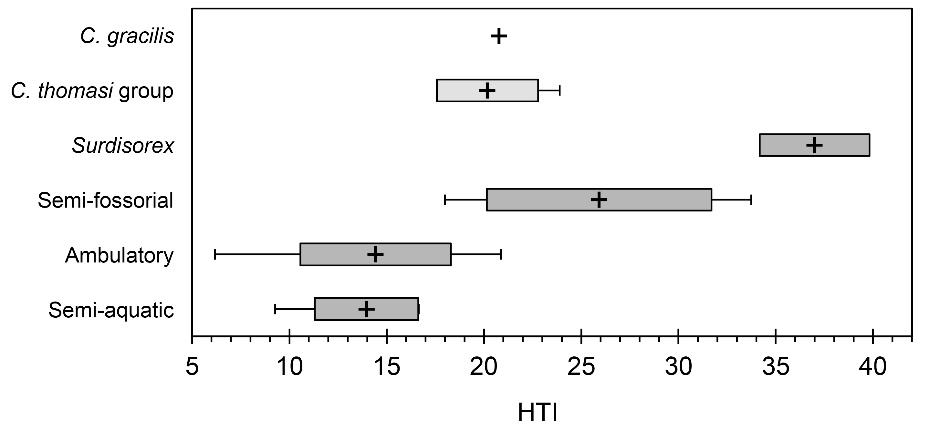 C. gracilis
C. thomasi group
Surdisorex
Semi-fossorial
Ambulatory
Semi-aquatic
5 10 15 20 25 30 35 40
HTI